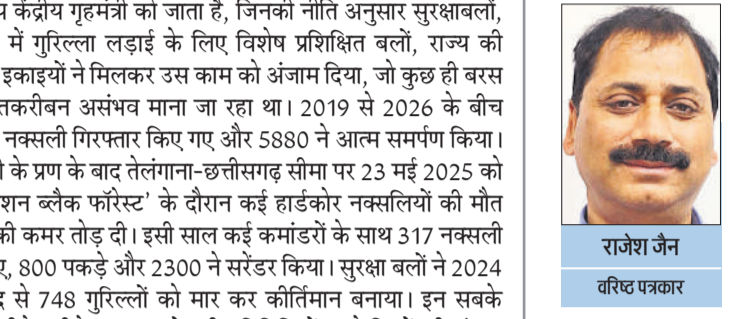 केंद्रीय गृहमंत्री को जाता है, जिनकी नीति अनुसार सुरक्षाबलों,
में गुरिल्ला लड़ाई के लिए विशेष प्रशिक्षित बलों, राज्य की
इकाइयों ने मिलकर उस काम को अंजाम दिया, जो कुछ ही बरस
तकरीबन असंभव माना जा रहा था। 2019 से 2026 के बीच
नक्सली गिरफ्तार किए गए और 5880 ने आत्म समर्पण किया।
के प्रण के बाद तेलंगाना-छत्तीसगढ़ सीमा पर 23 मई 2025 को
शन ब्लैक फॉरेस्ट’ के दौरान कई हार्डकोर नक्सलियों की मौत
की कमर तोड़ दी। इसी साल कई कमांडरों के साथ 317 नक्सली
800 पकड़े और 2300 ने सरेंडर किया। सुरक्षा बलों ने 2024
से 748 गुरिल्लों को मार कर कीर्तिमान बनाया। इन सबके
राजेश जैन
वरिष्ठ पत्रकार